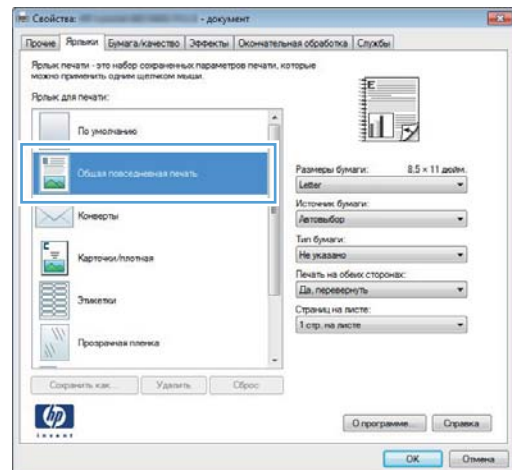 Свойства: - документ
Прочие Ярлыки Бумага/качество Эффекты Окончательная обработка Службы
Ярлык печати - это набор сохраненных параметров печати, которые
можно применить одним щелчком мыши.
Ярлык для печати:
По умолчанию
Общая повседневная печать
Конверты
Карточки/плотная
Этикетки
Прозрачная пленка
Сохранить как... Удалить Сброс
Размеры бумаги: 8.5 × 11 дюйм.
Letter
Источник бумаги:
Автовыбор
Тип бумаги:
Не указано
Печать на обеих сторонах:
Да, перевернуть
Страниц на листе:
1 стр. на листе
hp
invent
О программе... Справка
OK Отмена